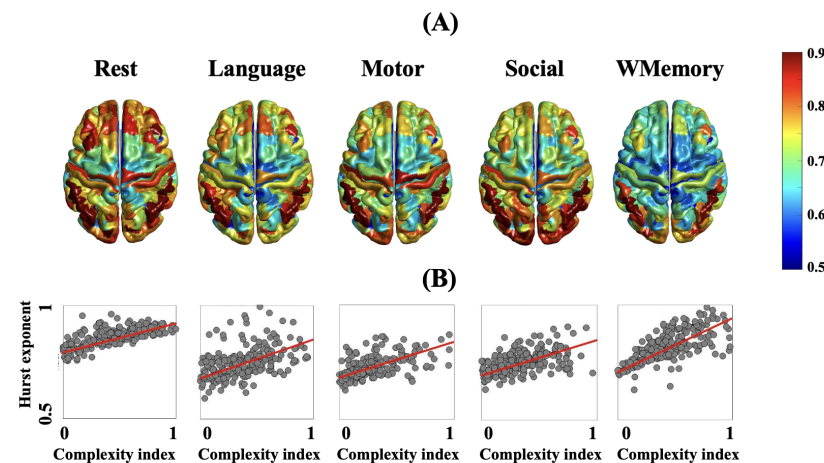 (A)
Rest Language Motor Social WMemory
0.9
0.8
0.7
0.6
0.5
(B)
Hurst exponent
1
0.5
0 1 0 1 0 1 0 1 0 1
Complexity index Complexity index Complexity index Complexity index Complexity index